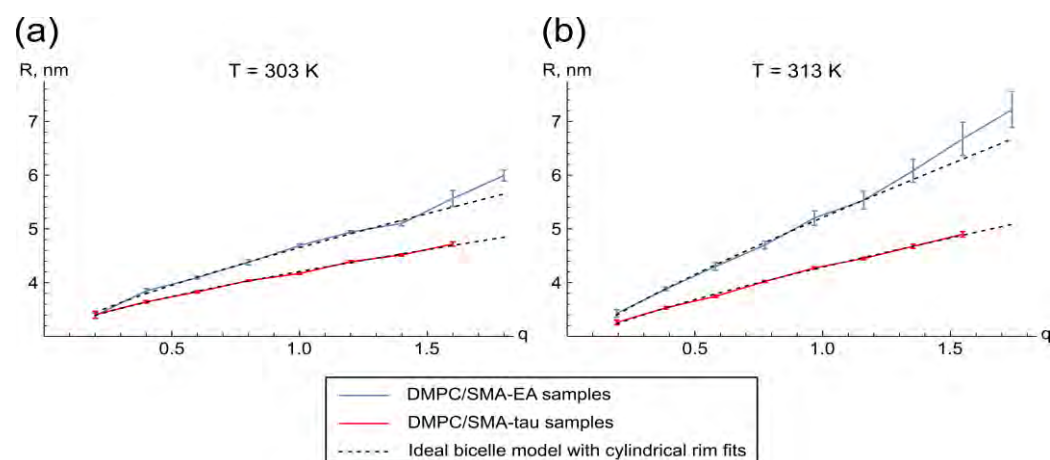 (a)
R, nm
T = 303 K
7
6
5
4
0.5
1.0
1.5
q
(b)
R, nm
T = 313 K
7
6
5
4
0.5
1.0
1.5
q
DMPC/SMA-EA samples
DMPC/SMA-tau samples
Ideal bicelle model with cylindrical rim fits